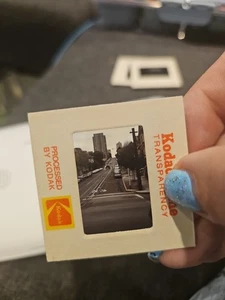 PROCESSED
BY KODAK
Kodak
TRANSPARENCY